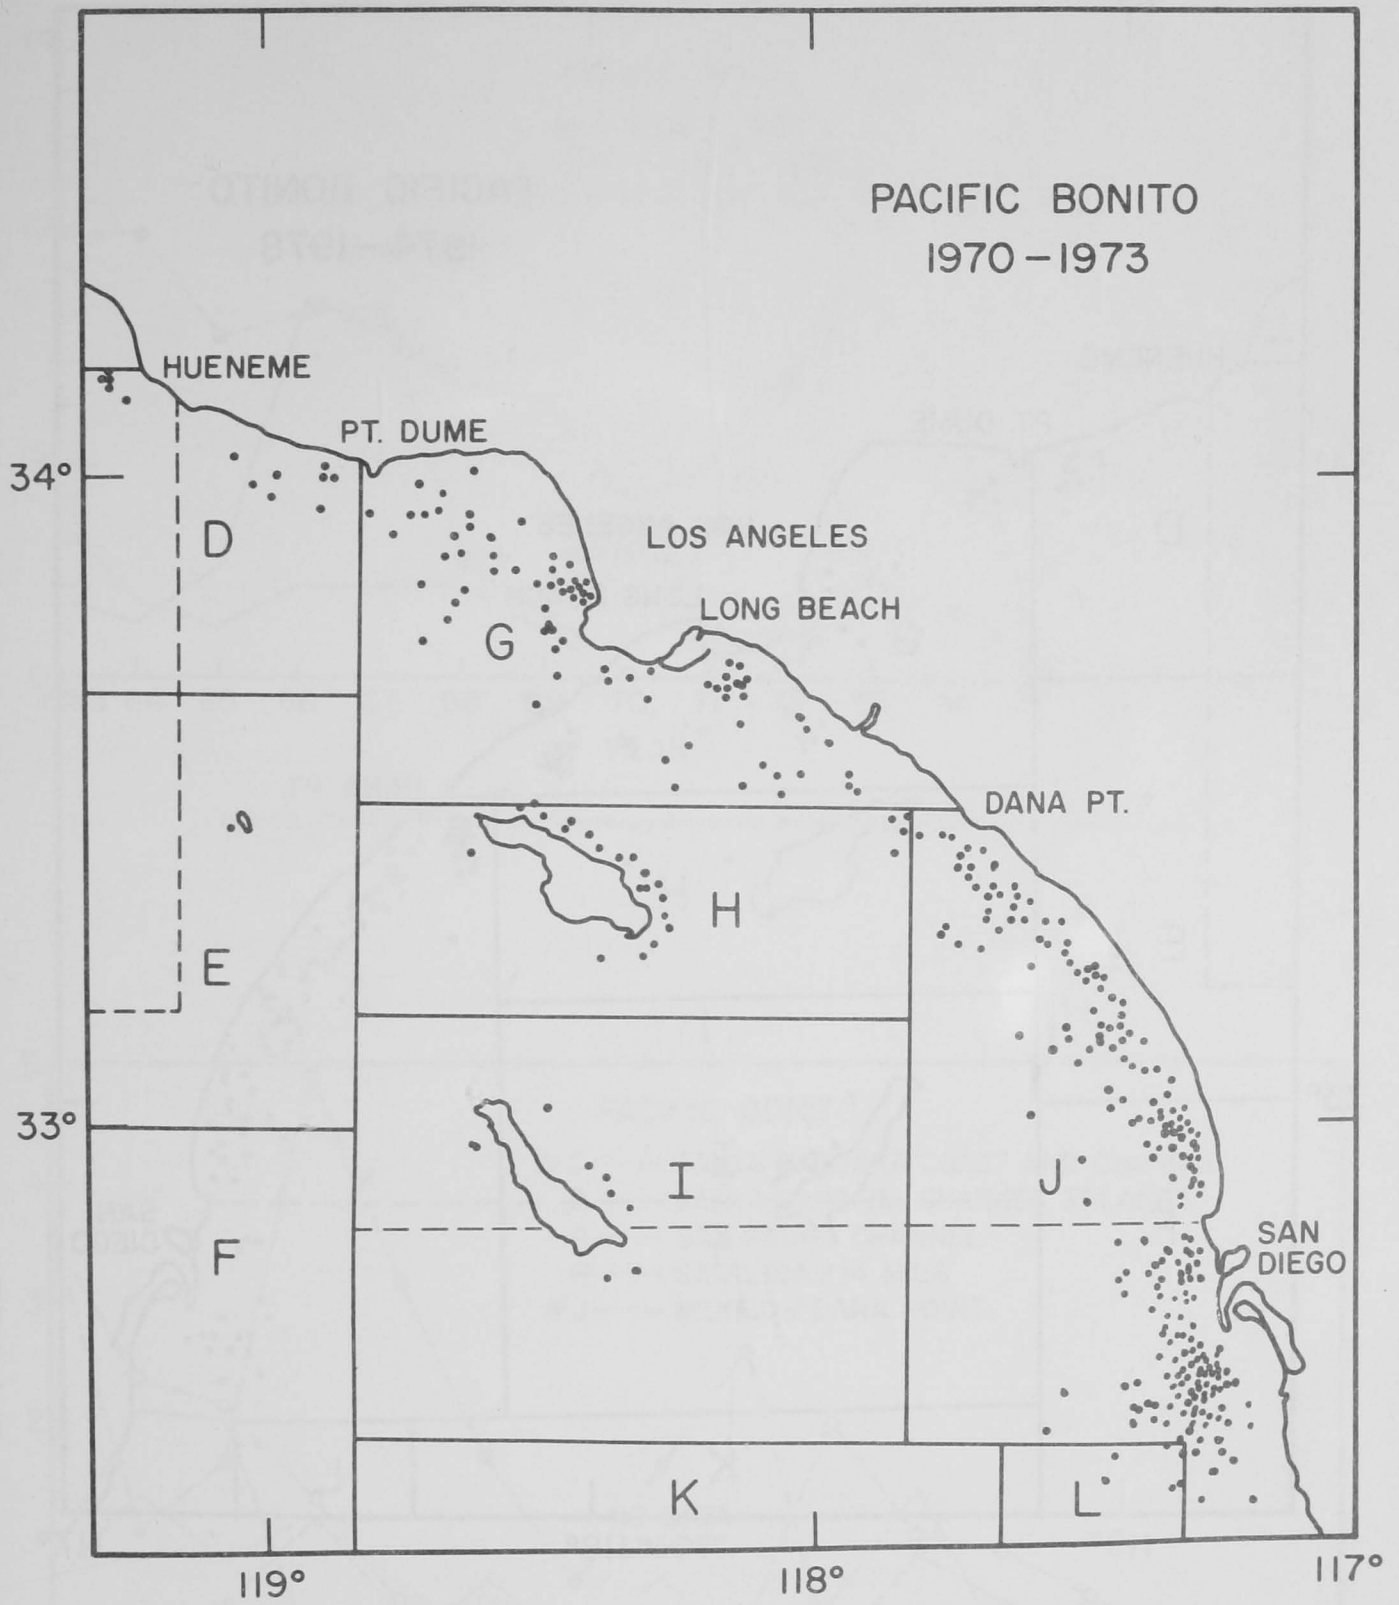 PACIFIC BONITO
1970-1973
HUENEME
PT. DUME
34°
D
LOS ANGELES
LONG BEACH
G
DANA PT.
H
E
33°
I
J
SAN
DIEGO
F
K
L
119°
118°
117°